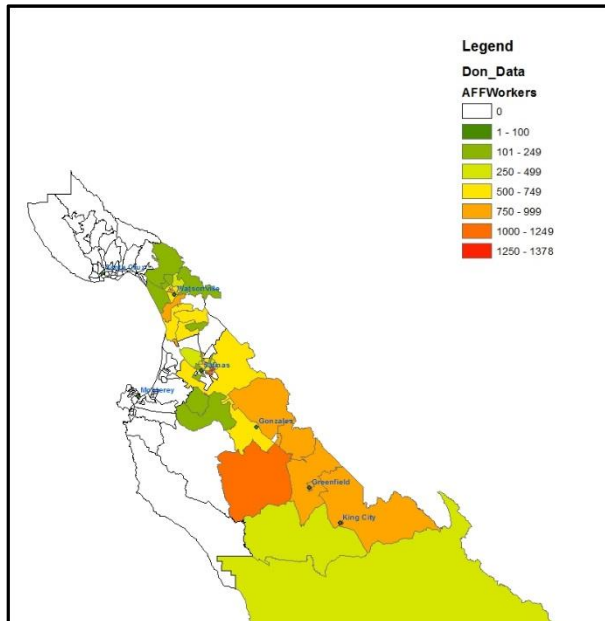 Legend
Don_Data
AFFWorkers
0
1 - 100
101 - 249
250 - 499
500 - 749
750 - 999
1000 - 1249
1250 - 1378
Watsonville
Salinas
Monterey
Gonzales
Greenfield
King City